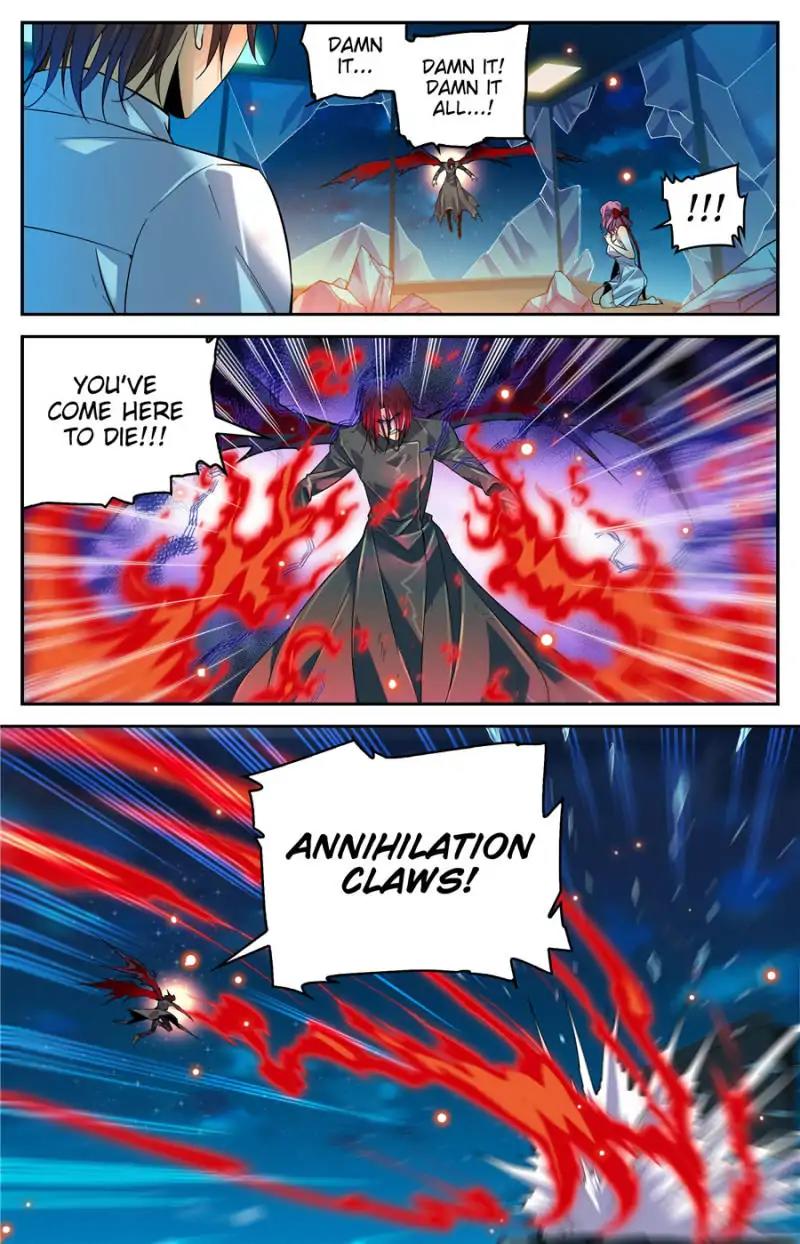 DAMN
IT...
DAMN IT!
DAMN IT
ALL...!
!!!
YOU'VE
COME HERE
TO DIE!!!
ANNIHILATION
CLAWS!